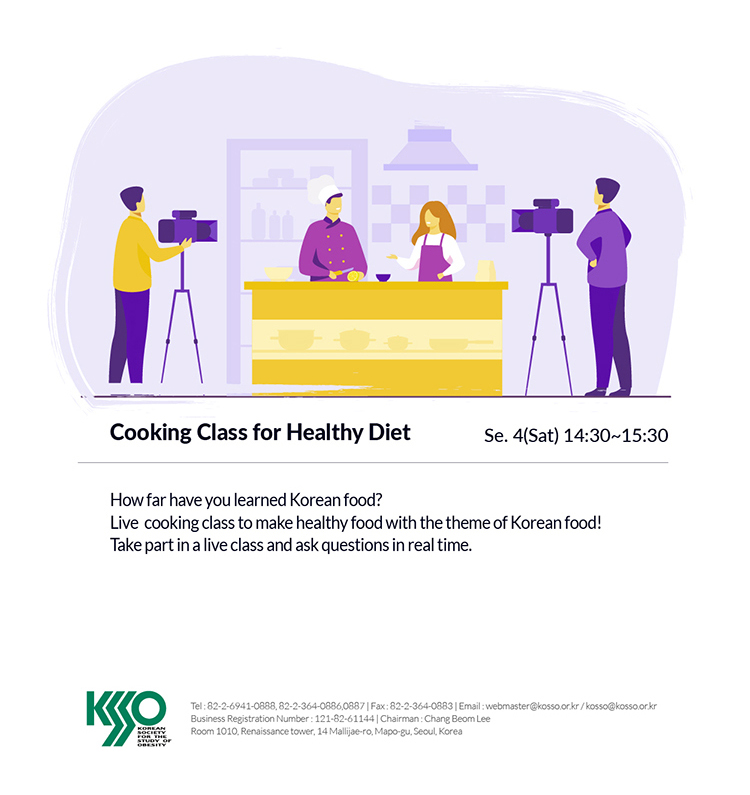 Cooking Class for Healthy Diet
Se. 4(Sat) 14:30~15:30
How far have you learned Korean food?
Live cooking class to make healthy food with the theme of Korean food!
Take part in a live class and ask questions in real time.
KSSO
KOREAN
SOCIETY
FOR THE
STUDY OF
OBESITY
Tel : 82-2-6941-0888, 82-2-364-0886,0887 | Fax : 82-2-364-0883 | Email : webmaster@kosso.or.kr / kosso@kosso.or.kr
Business Registration Number : 121-82-61144 | Chairman : Chang Beom Lee
Room 1010, Renaissance tower, 14 Mallijae-ro, Mapo-gu, Seoul, Korea